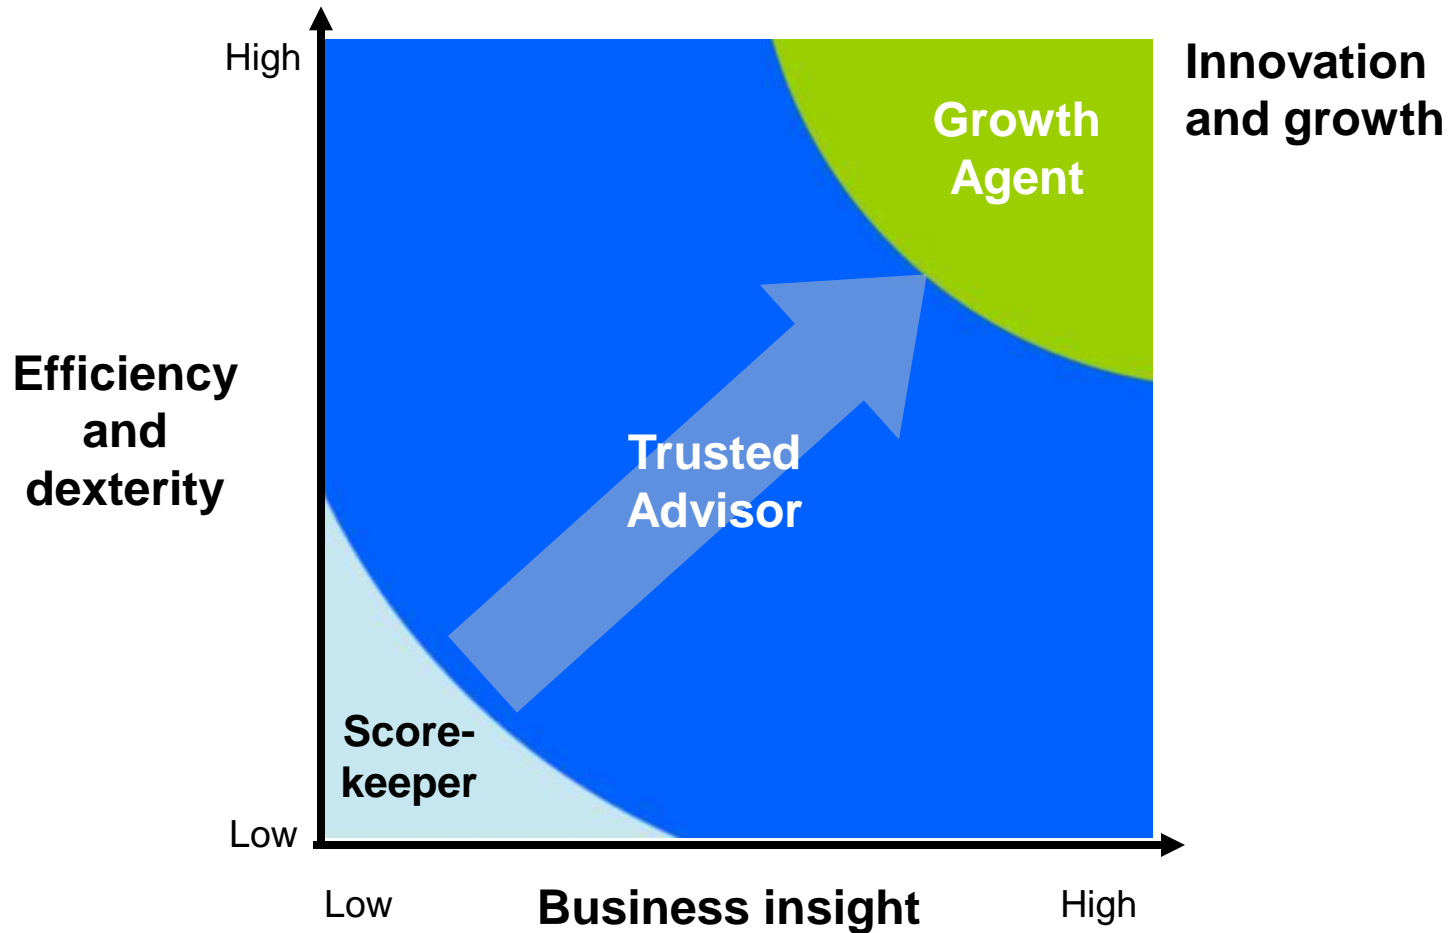 High
Innovation
and growth
Growth
Agent
Efficiency
and
dexterity
Trusted
Advisor
Score-
keeper
Low
Low
Business insight
High